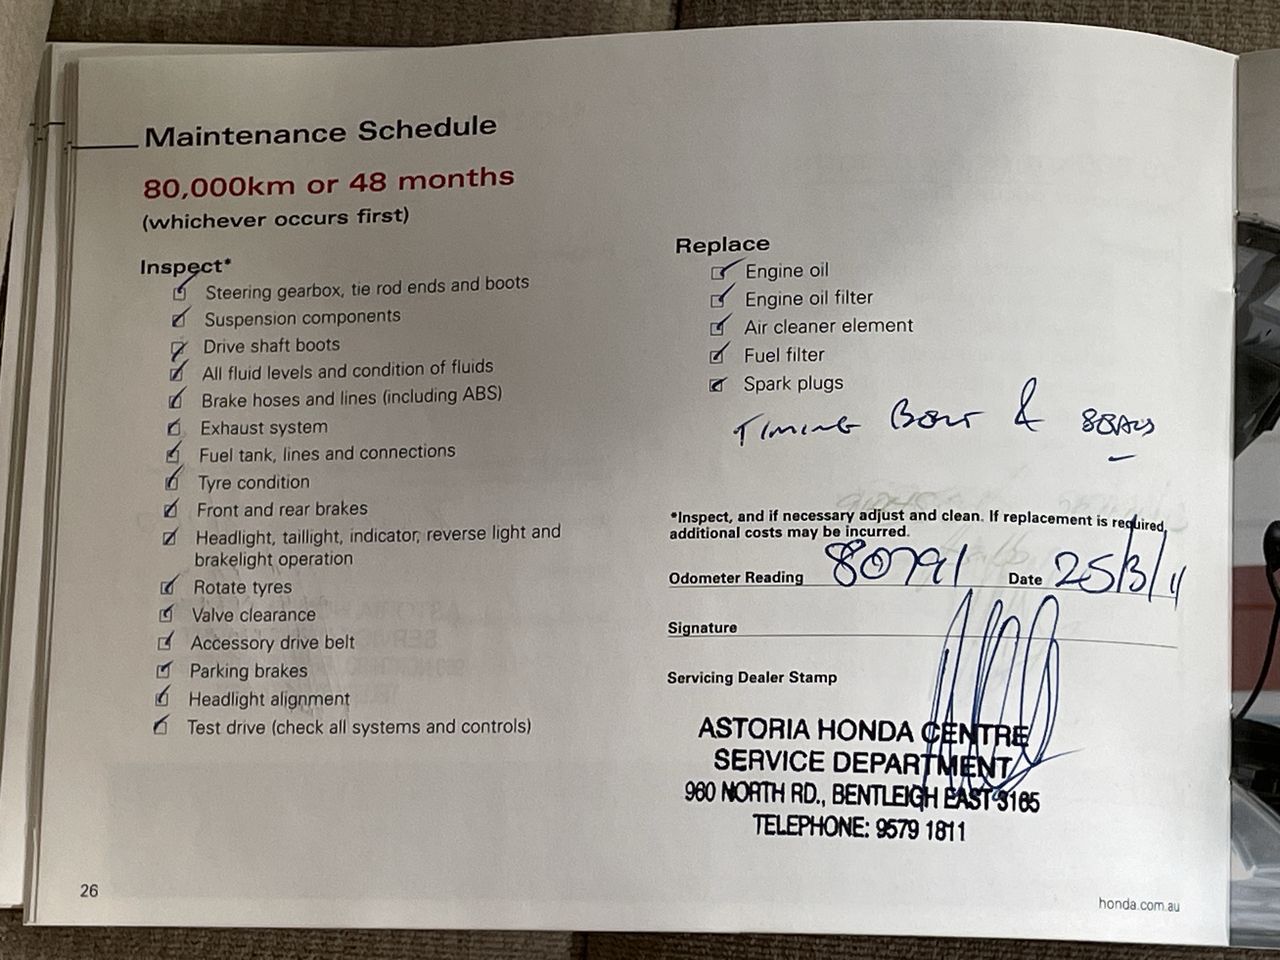 Maintenance Schedule
80,000km or 48 months
(whichever occurs first)
Inspect*
Steering gearbox, tie rod ends and boots
Suspension components
Drive shaft boots
All fluid levels and condition of fluids
Brake hoses and lines (including ABS)
Exhaust system
Fuel tank, lines and connections
Tyre condition
Front and rear brakes
Headlight, taillight, indicator, reverse light and
brakelight operation
Rotate tyres
Valve clearance
Accessory drive belt
Parking brakes
Headlight alignment
Test drive (check all systems and controls)
Replace
Engine oil
Engine oil filter
Air cleaner element
Fuel filter
Spark plugs
TIMING BELT & SEALS
*Inspect, and if necessary adjust and clean. If replacement is required,
additional costs may be incurred.
Odometer Reading 80791 Date 25/3/11
Signature
Servicing Dealer Stamp
ASTORIA HONDA CENTRE
SERVICE DEPARTMENT
960 NORTH RD., BENTLEIGH EAST 3165
TELEPHONE: 9579 1811
26
honda.com.au